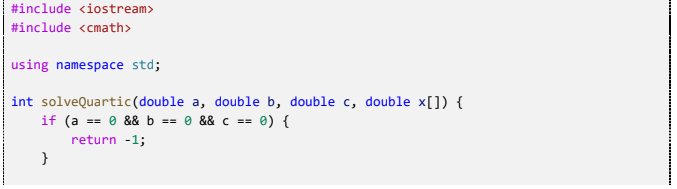 #include <iostream>
#include <cmath>
using namespace std;
int solveQuartic(double a, double b, double c, double x[]) {
    if (a == 0 && b == 0 && c == 0) {
        return -1;
    }